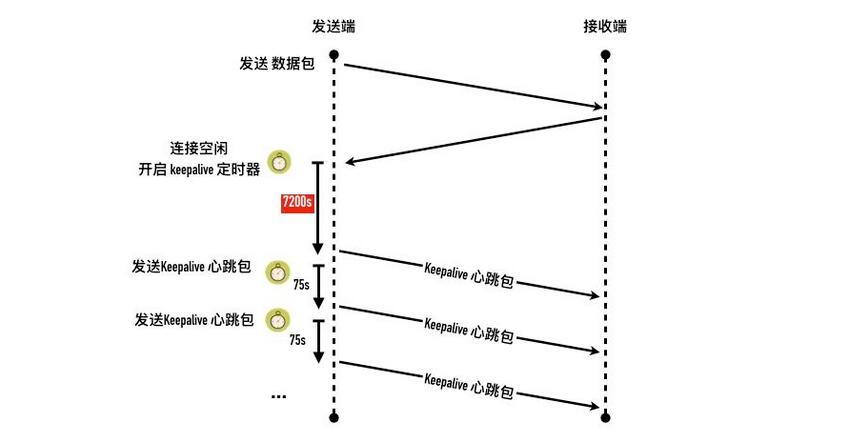 发送端
接收端
发送 数据包
连接空闲
开启 keepalive 定时器
7200s
发送Keepalive 心跳包
75s
Keepalive 心跳包
发送Keepalive 心跳包
75s
Keepalive 心跳包
Keepalive 心跳包
...